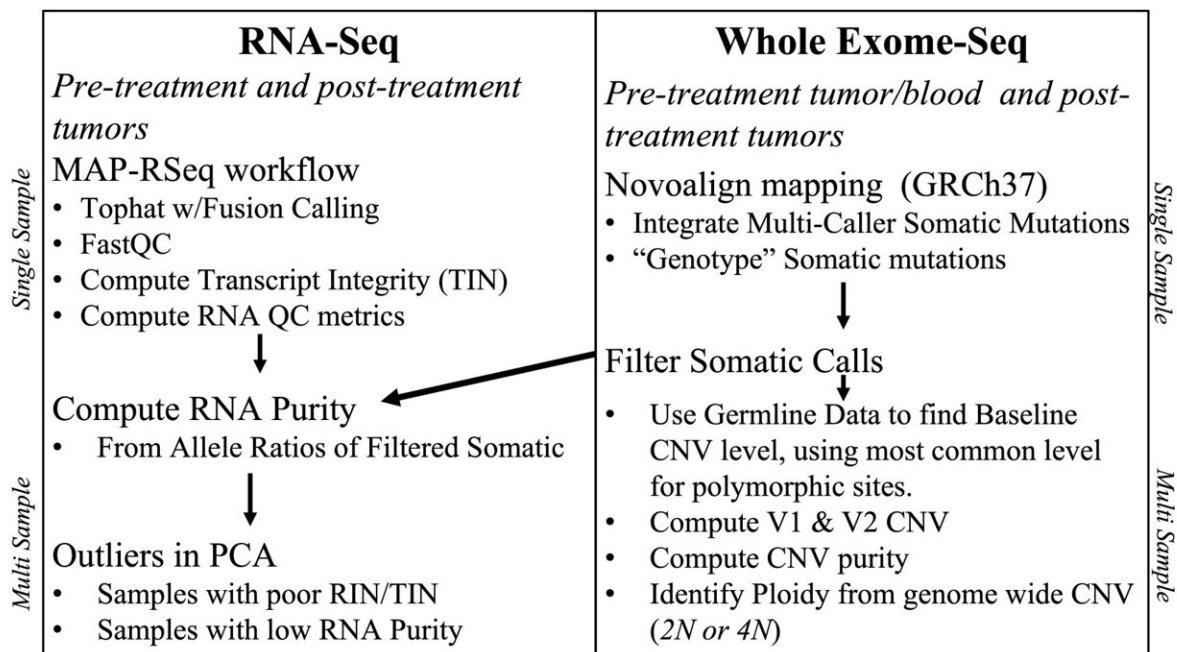 RNA-Seq
Pre-treatment and post-treatment
tumors
MAP-RSeq workflow
• Tophat w/Fusion Calling
• FastQC
• Compute Transcript Integrity (TIN)
• Compute RNA QC metrics
Compute RNA Purity
• From Allele Ratios of Filtered Somatic
Outliers in PCA
• Samples with poor RIN/TIN
• Samples with low RNA Purity
Single Sample
Multi Sample
Whole Exome-Seq
Pre-treatment tumor/blood and post-
treatment tumors
Novoalign mapping (GRCh37)
• Integrate Multi-Caller Somatic Mutations
• “Genotype” Somatic mutations
Filter Somatic Calls
• Use Germline Data to find Baseline
CNV level, using most common level
for polymorphic sites.
• Compute V1 & V2 CNV
• Compute CNV purity
• Identify Ploidy from genome wide CNV
(2N or 4N)
Single Sample
Multi Sample